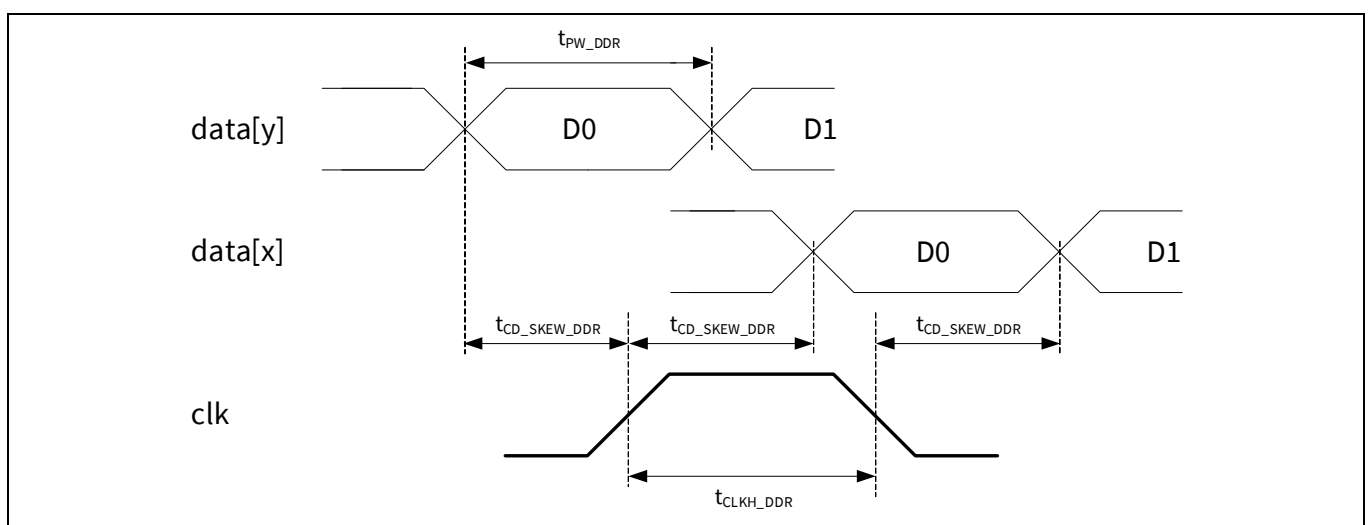 tPW_DDR
data[y]
D0
D1
data[x]
D0
D1
tCD_SKEW_DDR
tCD_SKEW_DDR
tCD_SKEW_DDR
clk
tCLKH_DDR